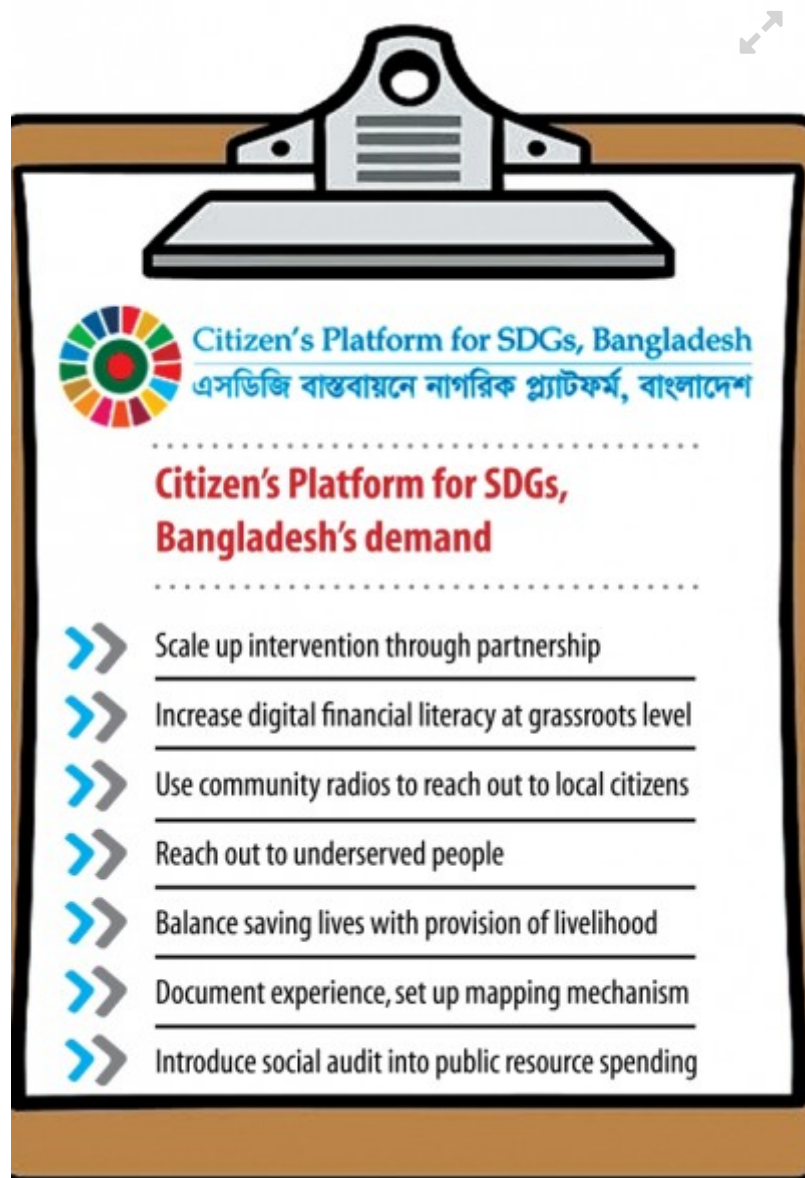 Citizen's Platform for SDGs, Bangladesh
এসডিজি বাস্তবায়নে নাগরিক প্ল্যাটফর্ম, বাংলাদেশ
Citizen's Platform for SDGs,
Bangladesh's demand
Scale up intervention through partnership
Increase digital financial literacy at grassroots level
Use community radios to reach out to local citizens
Reach out to underserved people
Balance saving lives with provision of livelihood
Document experience, set up mapping mechanism
Introduce social audit into public resource spending